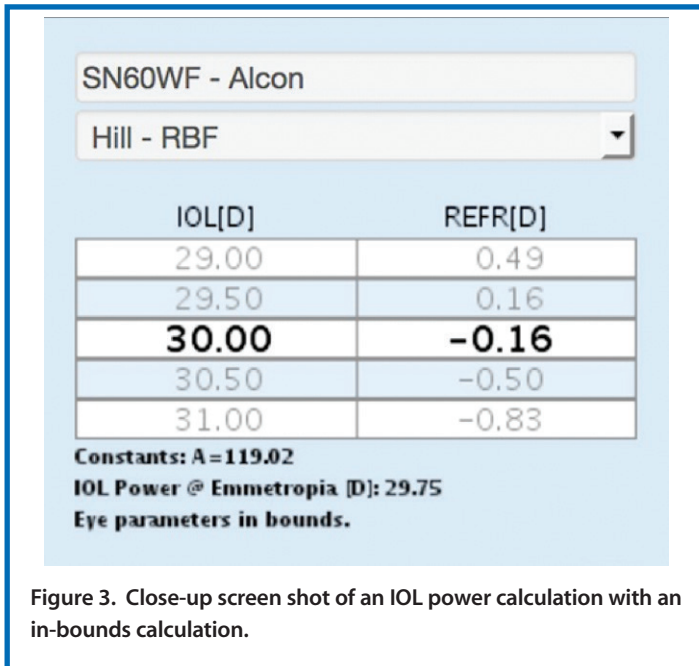 SN60WF - Alcon
Hill - RBF
IOL[D] REFR[D]
29.00 0.49
29.50 0.16
30.00 -0.16
30.50 -0.50
31.00 -0.83
Constants: A=119.02
IOL Power @ Emmetropia [D]: 29.75
Eye parameters in bounds.
Figure 3. Close-up screen shot of an IOL power calculation with an
in-bounds calculation.